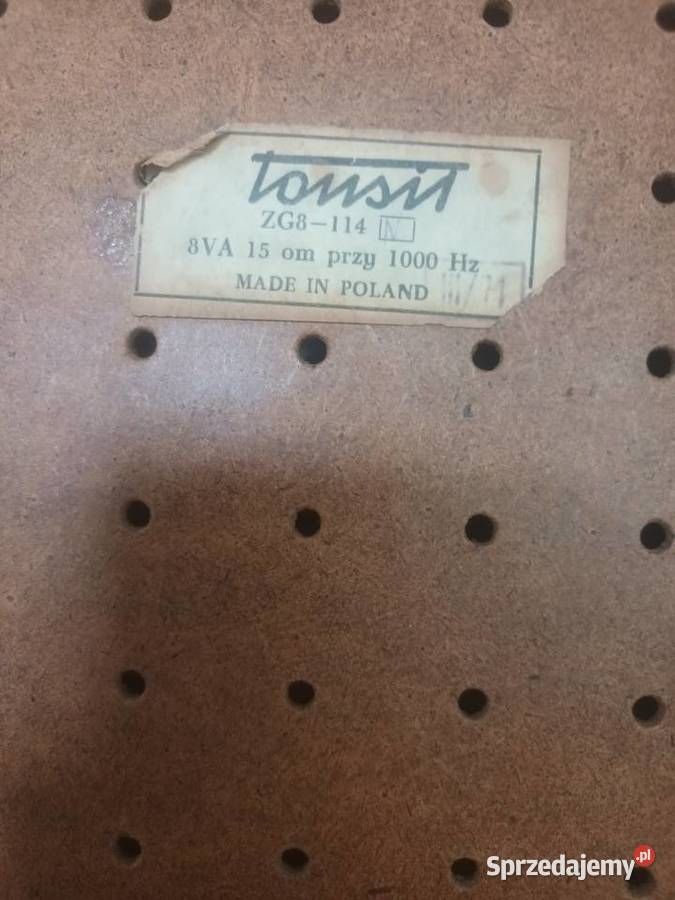 tonsil
ZG8-114 N
8VA 15 om przy 1000 Hz
MADE IN POLAND
Sprzedajemy.pl